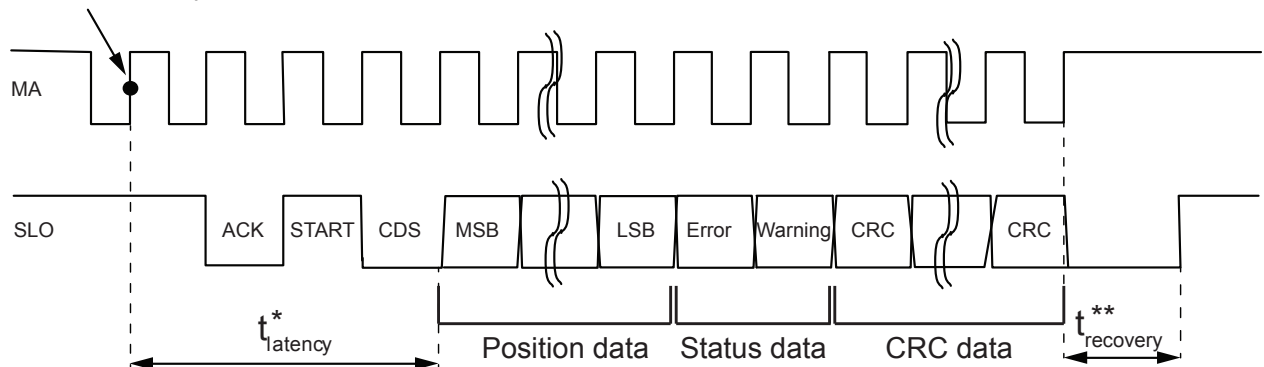 MA
SLO
ACK START CDS MSB LSB Error Warning CRC CRC
t*latency
Position data Status data CRC data
t**recovery